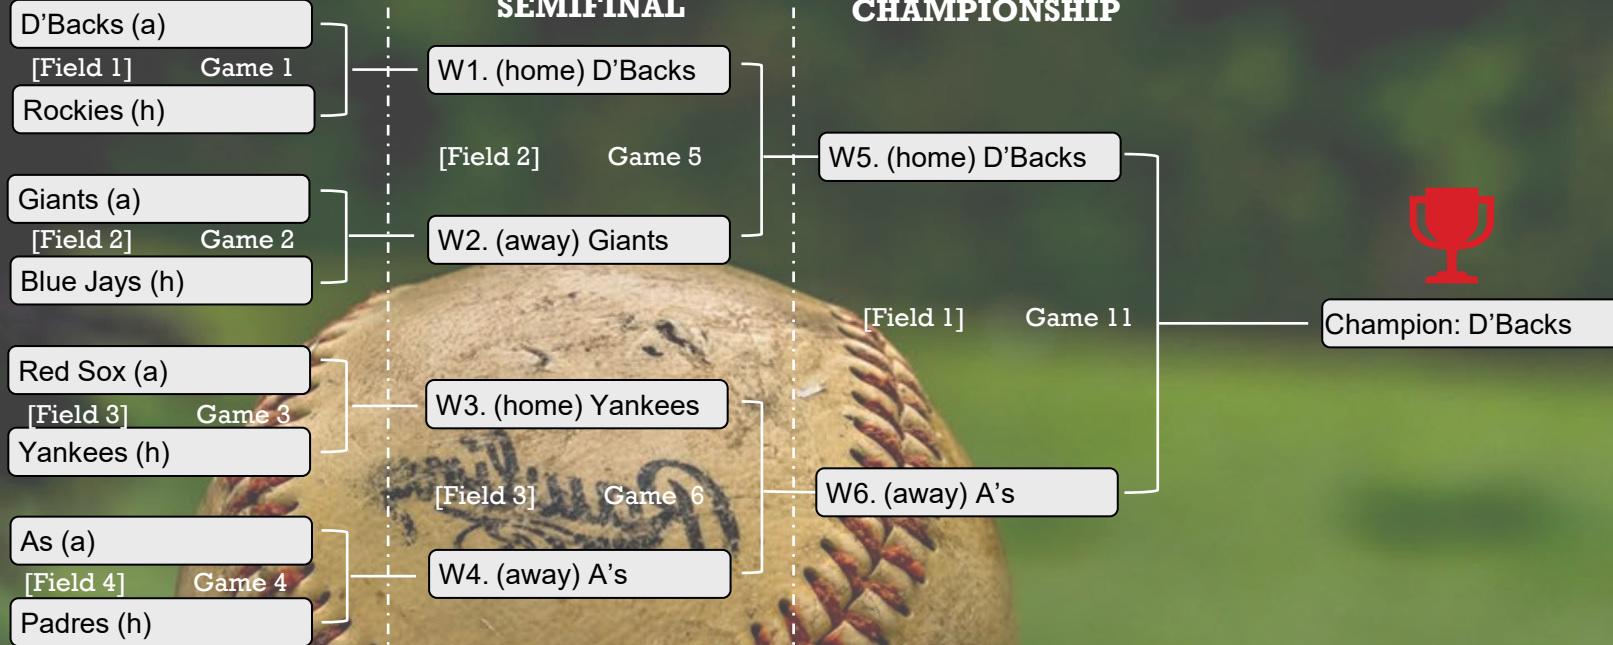 SEMIFINAL
CHAMPIONSHIP
D’Backs (a)
[Field 1] Game 1
Rockies (h)
Giants (a)
[Field 2] Game 2
Blue Jays (h)
Red Sox (a)
[Field 3] Game 3
Yankees (h)
As (a)
[Field 4] Game 4
Padres (h)
W1. (home) D’Backs
[Field 2] Game 5
W2. (away) Giants
W3. (home) Yankees
[Field 3] Game 6
W4. (away) A’s
W5. (home) D’Backs
[Field 1] Game 11
W6. (away) A’s
Champion: D’Backs